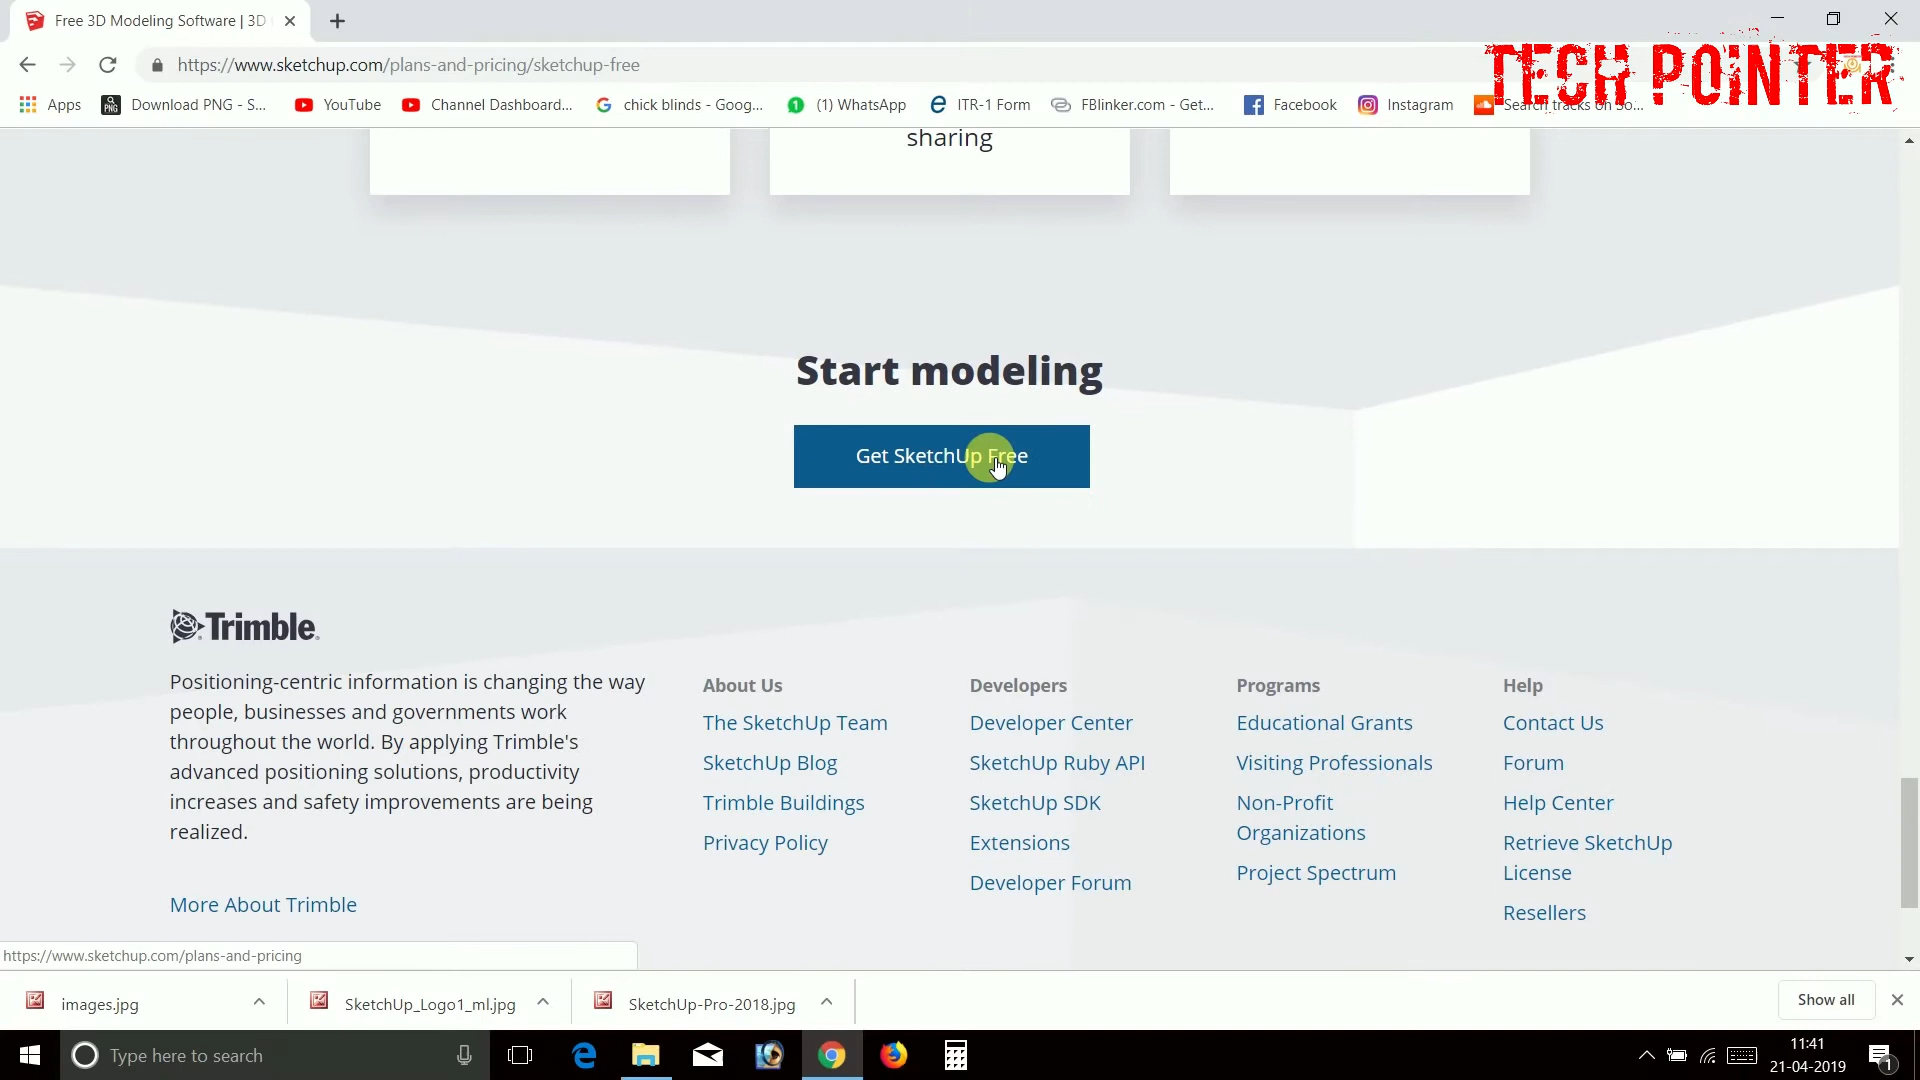 Free 3D Modeling Software | 3D
TECH POINTER
https://www.sketchup.com/plans-and-pricing/sketchup-free
Apps
Download PNG - S...
YouTube
Channel Dashboard...
chick blinds - Goog...
(1) WhatsApp
ITR-1 Form
FBlinker.com - Get...
Facebook
Instagram
Search tracks on So...
sharing
Start modeling
Get SketchUp Free
Trimble
Positioning-centric information is changing the way
people, businesses and governments work
throughout the world. By applying Trimble's
advanced positioning solutions, productivity
increases and safety improvements are being
realized.
More About Trimble
About Us
The SketchUp Team
SketchUp Blog
Trimble Buildings
Privacy Policy
Developers
Developer Center
SketchUp Ruby API
SketchUp SDK
Extensions
Developer Forum
Programs
Educational Grants
Visiting Professionals
Non-Profit
Organizations
Project Spectrum
Help
Contact Us
Forum
Help Center
Retrieve SketchUp
License
Resellers
https://www.sketchup.com/plans-and-pricing
images.jpg
SketchUp_Logo1_ml.jpg
SketchUp-Pro-2018.jpg
Show all
Type here to search
11:41
21-04-2019
1